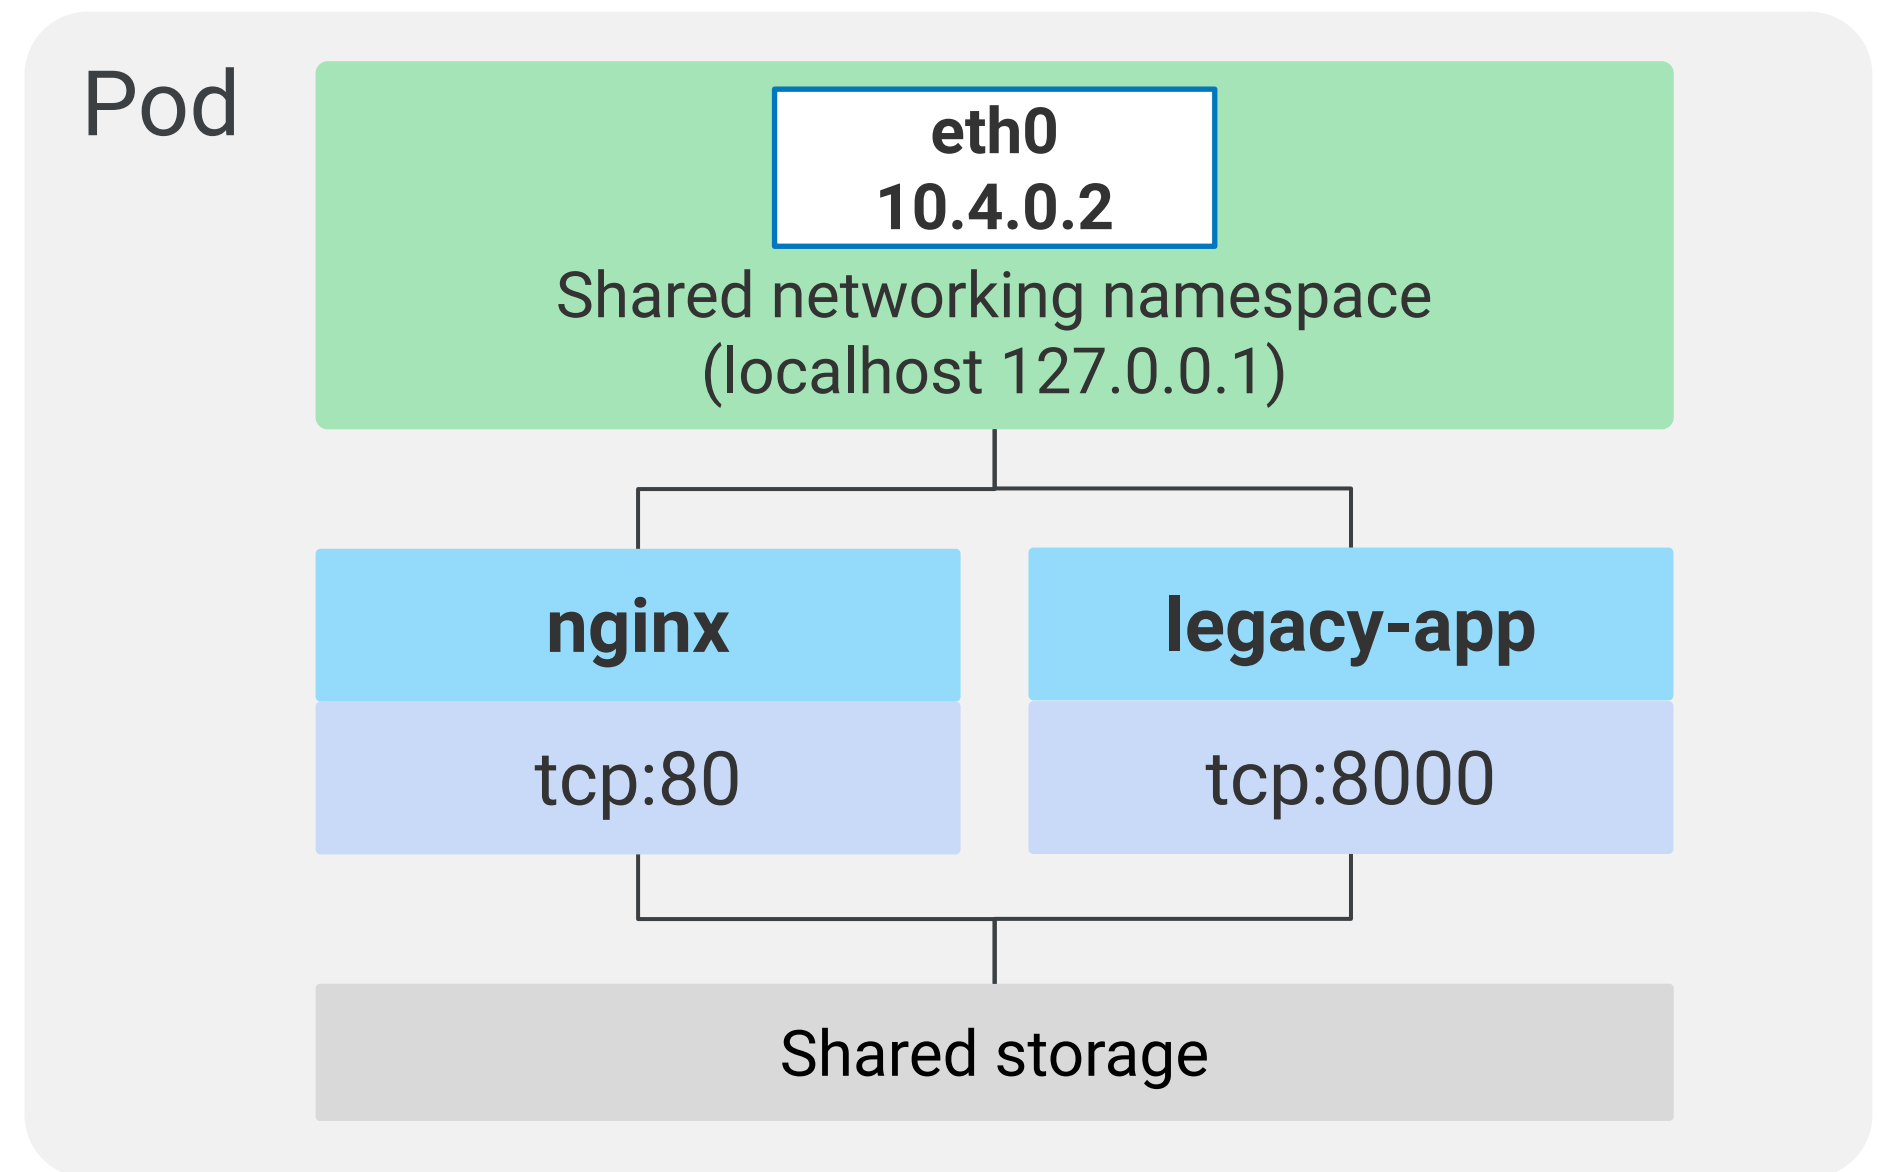 Pod
eth0
10.4.0.2
Shared networking namespace
(localhost 127.0.0.1)
nginx
legacy-app
tcp:80
tcp:8000
Shared storage